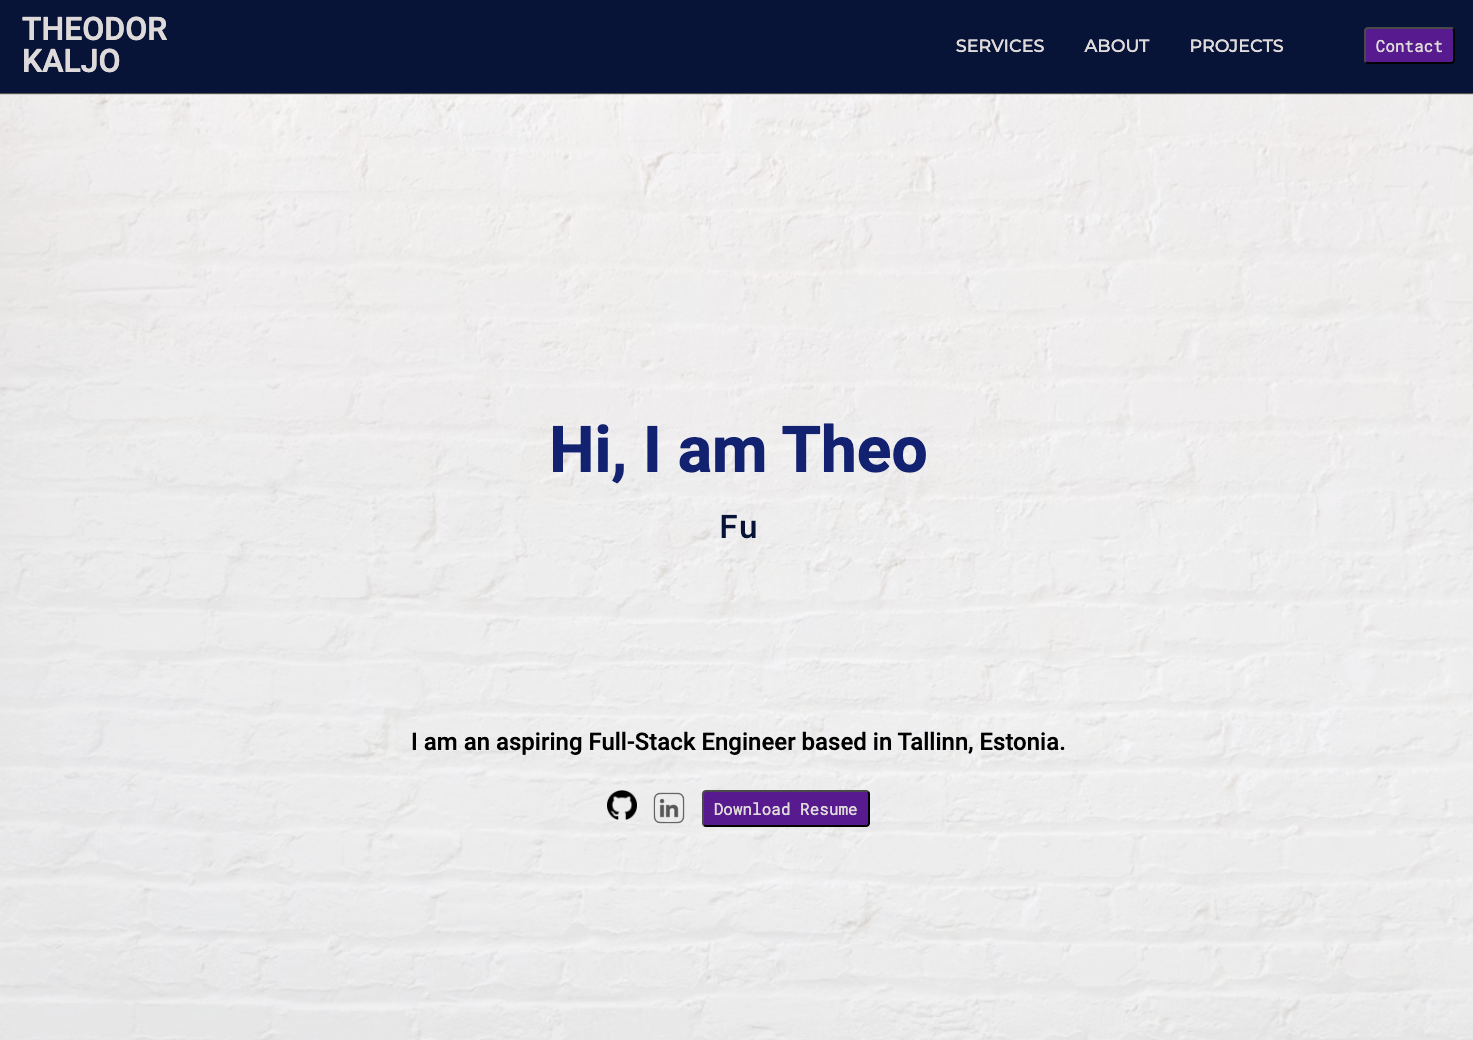 THEODOR
KALJO
SERVICES ABOUT PROJECTS Contact
Hi, I am Theo
Fu
I am an aspiring Full-Stack Engineer based in Tallinn, Estonia.
in Download Resume